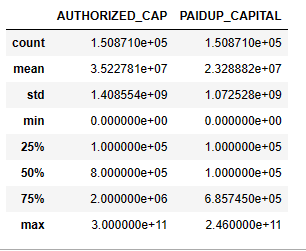 AUTHORIZED_CAP PAIDUP_CAPITAL
count 1.508710e+05 1.508710e+05
mean 3.522781e+07 2.328882e+07
std 1.408554e+09 1.072528e+09
min 0.000000e+00 0.000000e+00
25% 1.000000e+05 1.000000e+05
50% 8.000000e+05 1.000000e+05
75% 2.000000e+06 6.857450e+05
max 3.000000e+11 2.460000e+11